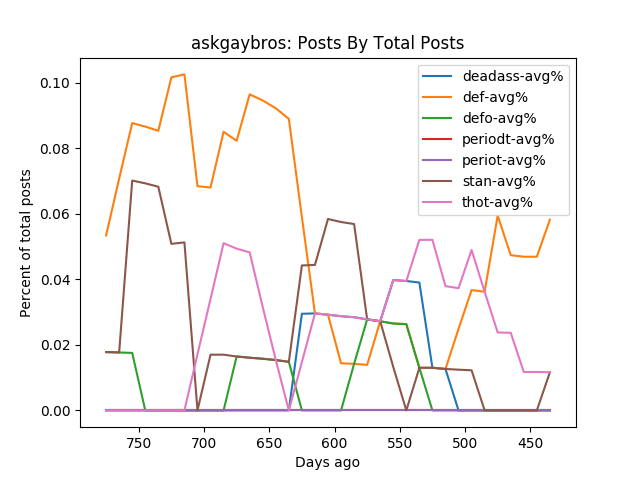 askgaybros: Posts By Total Posts
Percent of total posts
0.10
0.08
0.06
0.04
0.02
0.00
deadass-avg%
def-avg%
defo-avg%
periodt-avg%
periot-avg%
stan-avg%
thot-avg%
750 700 650 600 550 500 450
Days ago